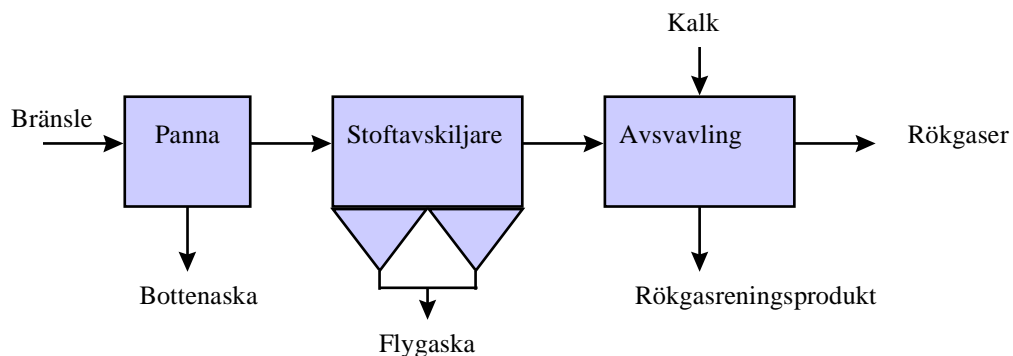 Kalk
Bränsle
Panna
Stoftavskiljare
Avsvavling
Rökgaser
Bottenaska
Rökgasreningsprodukt
Flygaska